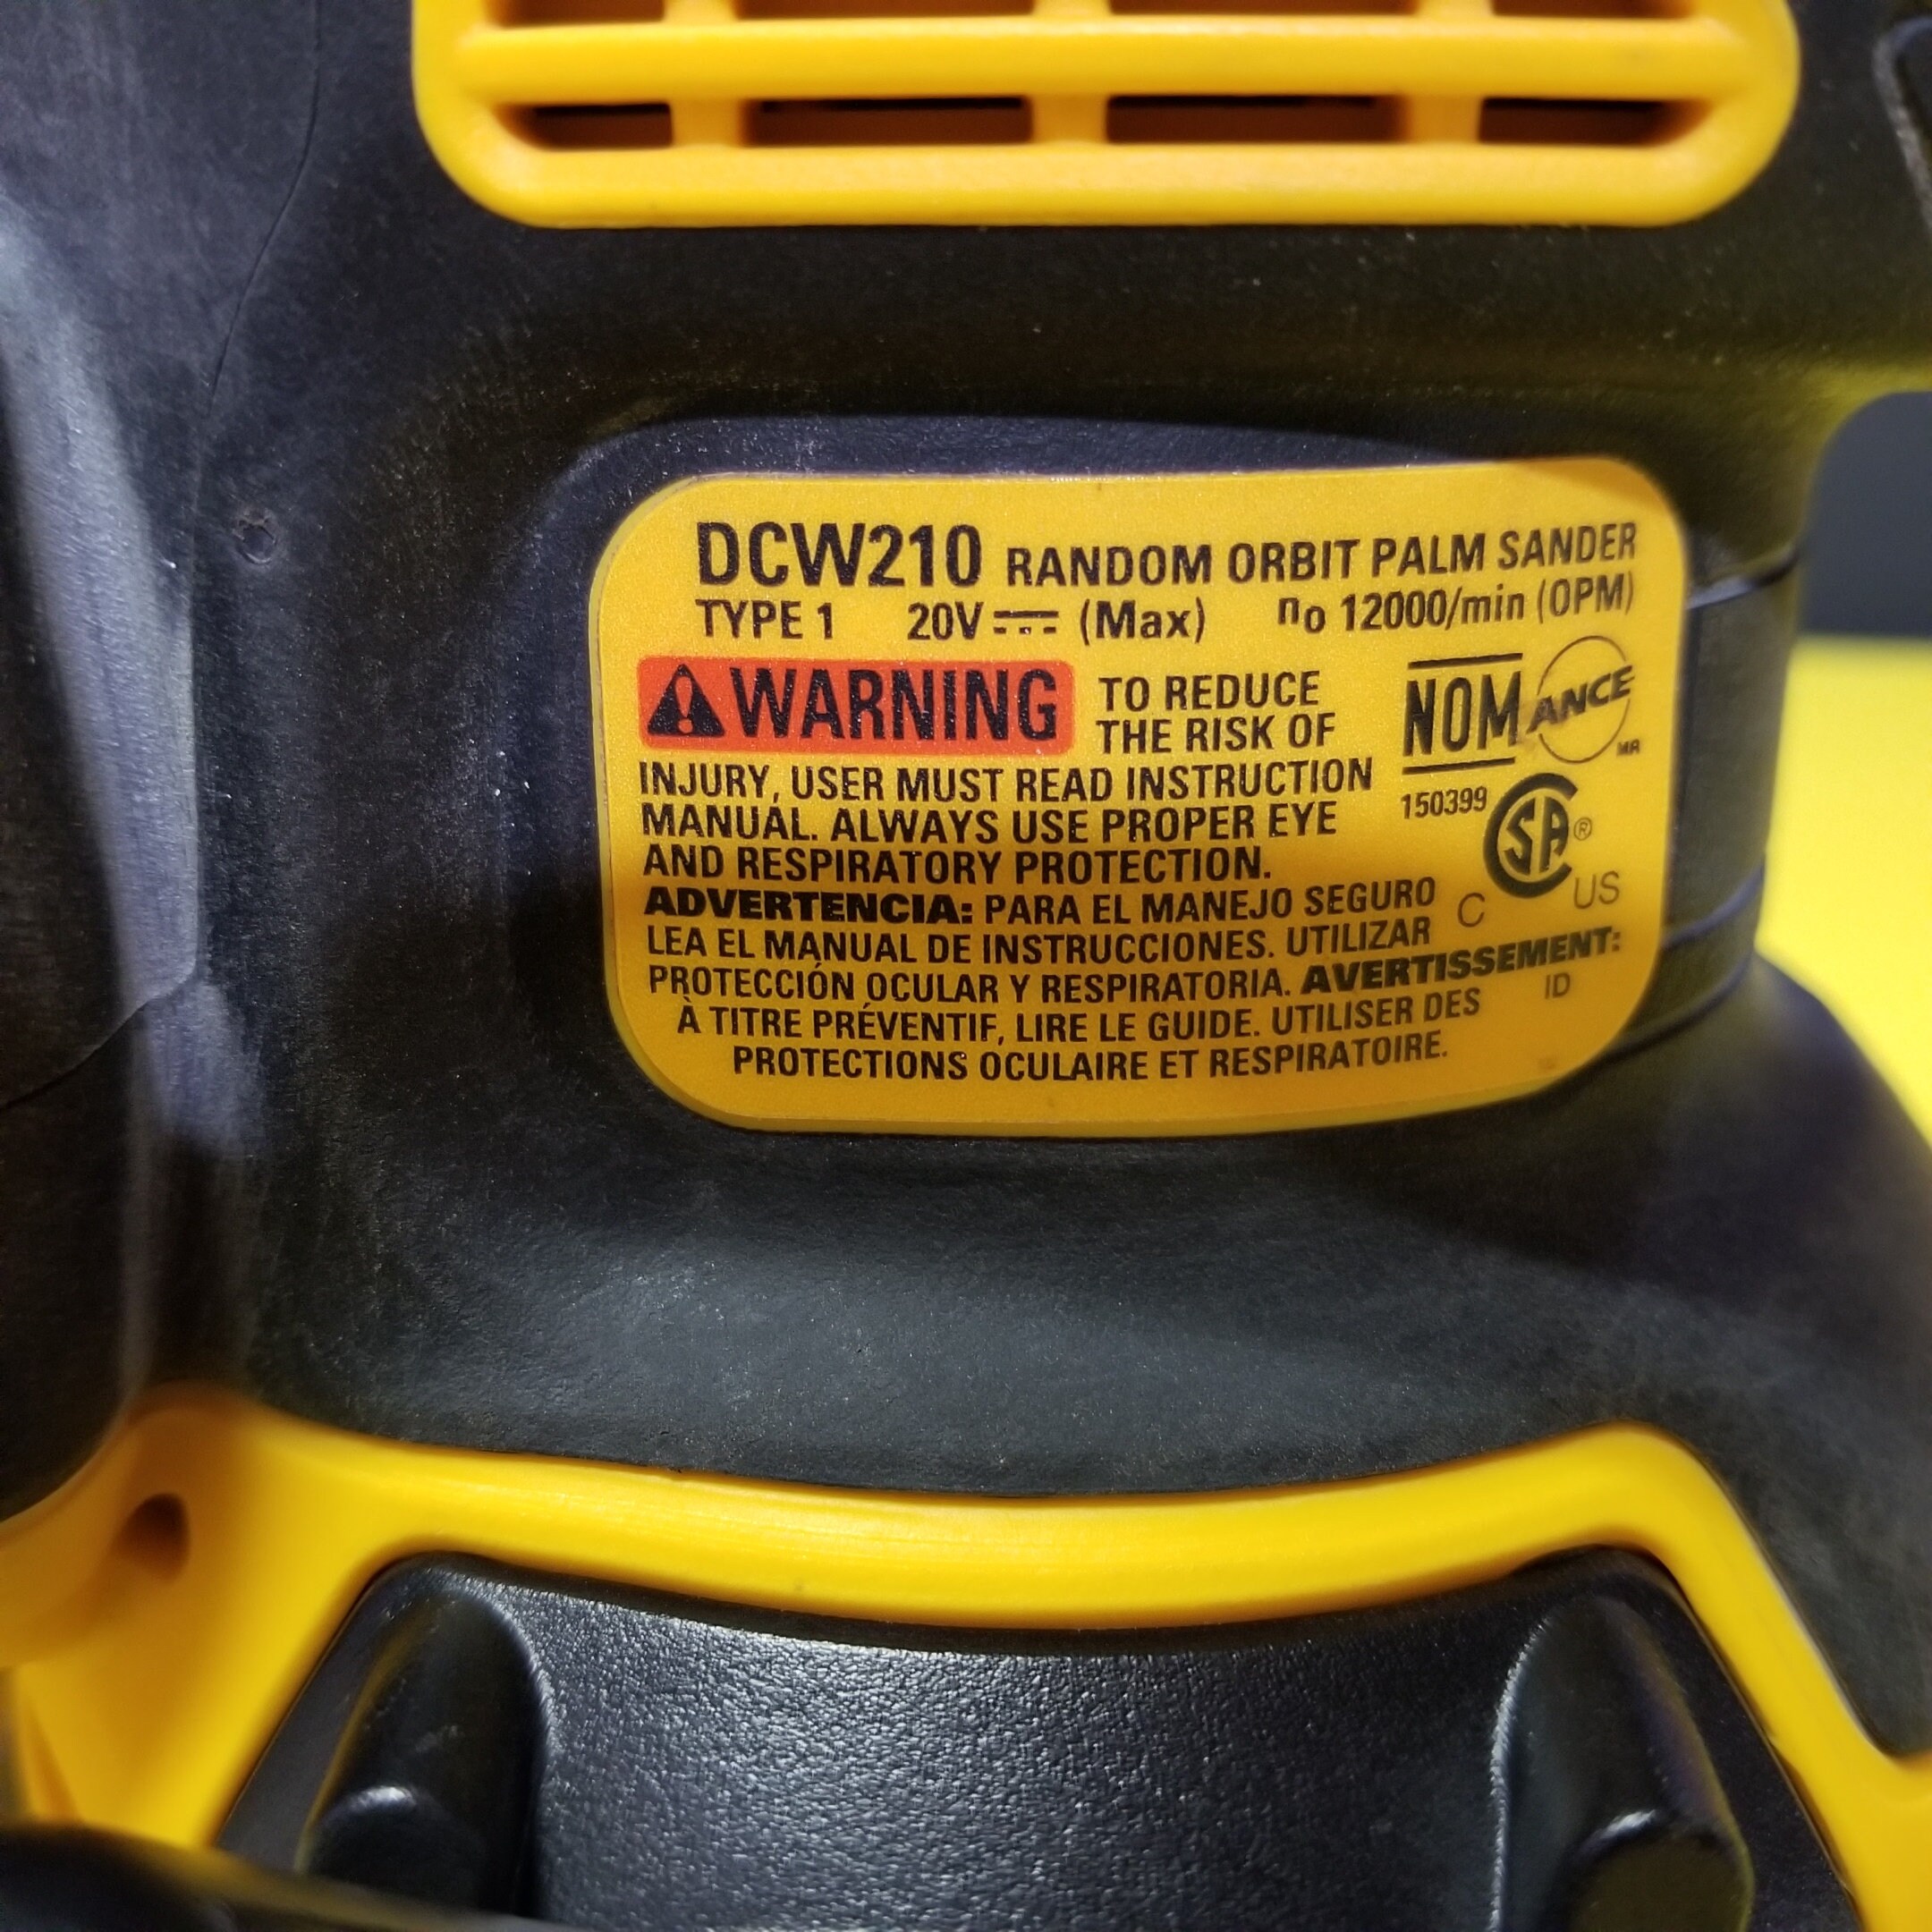 DCW210 RANDOM ORBIT PALM SANDER
TYPE 1 20V⎓ (Max) n₀ 12000/min (OPM)
⚠WARNING TO REDUCE
THE RISK OF
INJURY, USER MUST READ INSTRUCTION
MANUAL. ALWAYS USE PROPER EYE
AND RESPIRATORY PROTECTION.
NOM ANCE MR
150399
C SA® US
ADVERTENCIA: PARA EL MANEJO SEGURO
LEA EL MANUAL DE INSTRUCCIONES. UTILIZAR
PROTECCIÓN OCULAR Y RESPIRATORIA. AVERTISSEMENT:
À TITRE PRÉVENTIF, LIRE LE GUIDE. UTILISER DES
PROTECTIONS OCULAIRE ET RESPIRATOIRE.
ID